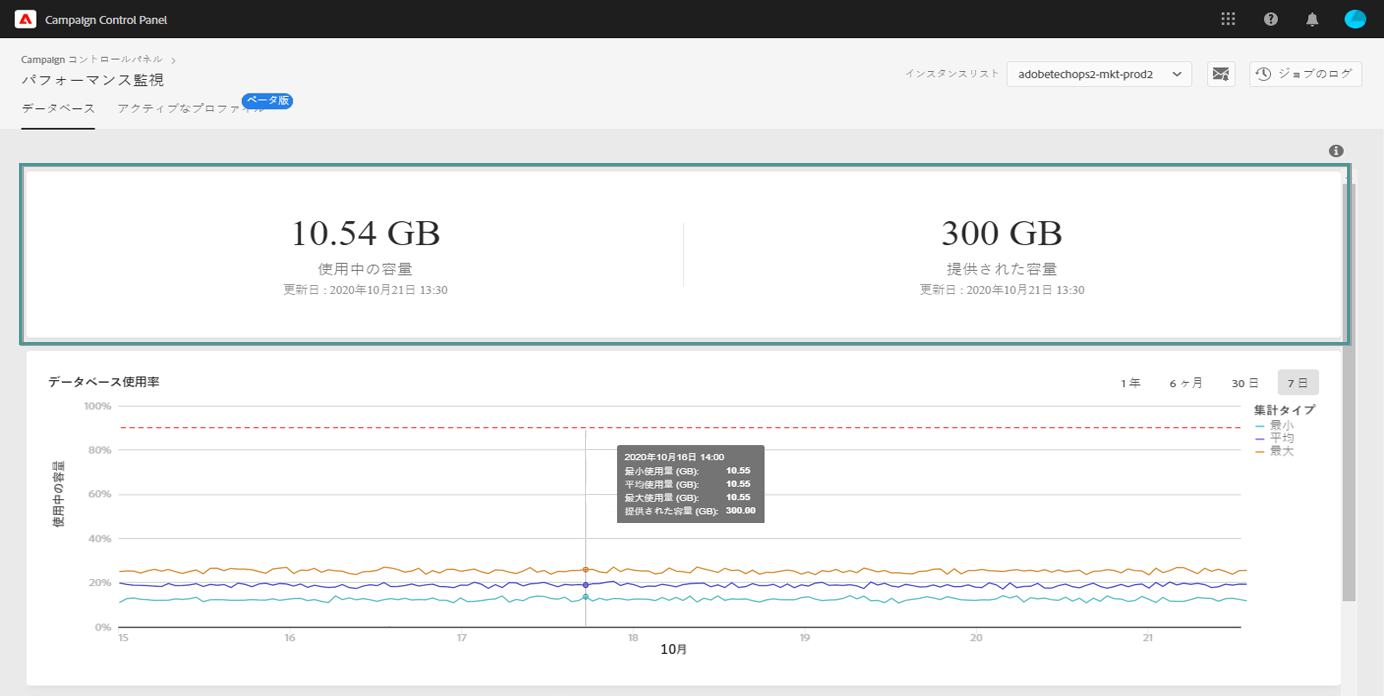 Campaign Control Panel
Campaign コントロールパネル
パフォーマンス監視
インスタンスリスト adobetechops2-mkt-prod2 ジョブのログ
データベース アクティブなプロファイル ベータ版
10.54 GB
使用中の容量
更新日 : 2020年10月21日 13:30
300 GB
提供された容量
更新日 : 2020年10月21日 13:30
データベース使用率
1 年 6 ヶ月 30 日 7 日
集計タイプ
最小
平均
最大
使用中の容量
100%
80%
60%
40%
20%
0%
2020年10月16日 14:00
最小使用量 (GB): 10.55
平均使用量 (GB): 10.55
最大使用量 (GB): 10.55
提供された容量 (GB): 300.00
15 16 17 18 19 20 21
10月